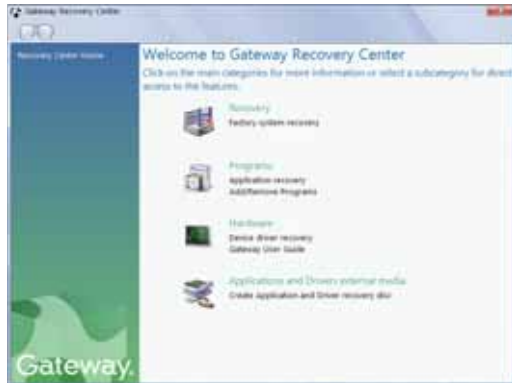 Gateway Recovery Center
Recovery Center Home
Welcome to Gateway Recovery Center
Click on the main categories for more information or select a subcategory for direct
access to the features.
Recovery
Factory system recovery
Programs
Application recovery
Add/Remove Programs
Hardware
Device driver recovery
Gateway User Guide
Applications and Drivers external media
Create Application and Driver recovery disc
Gateway.